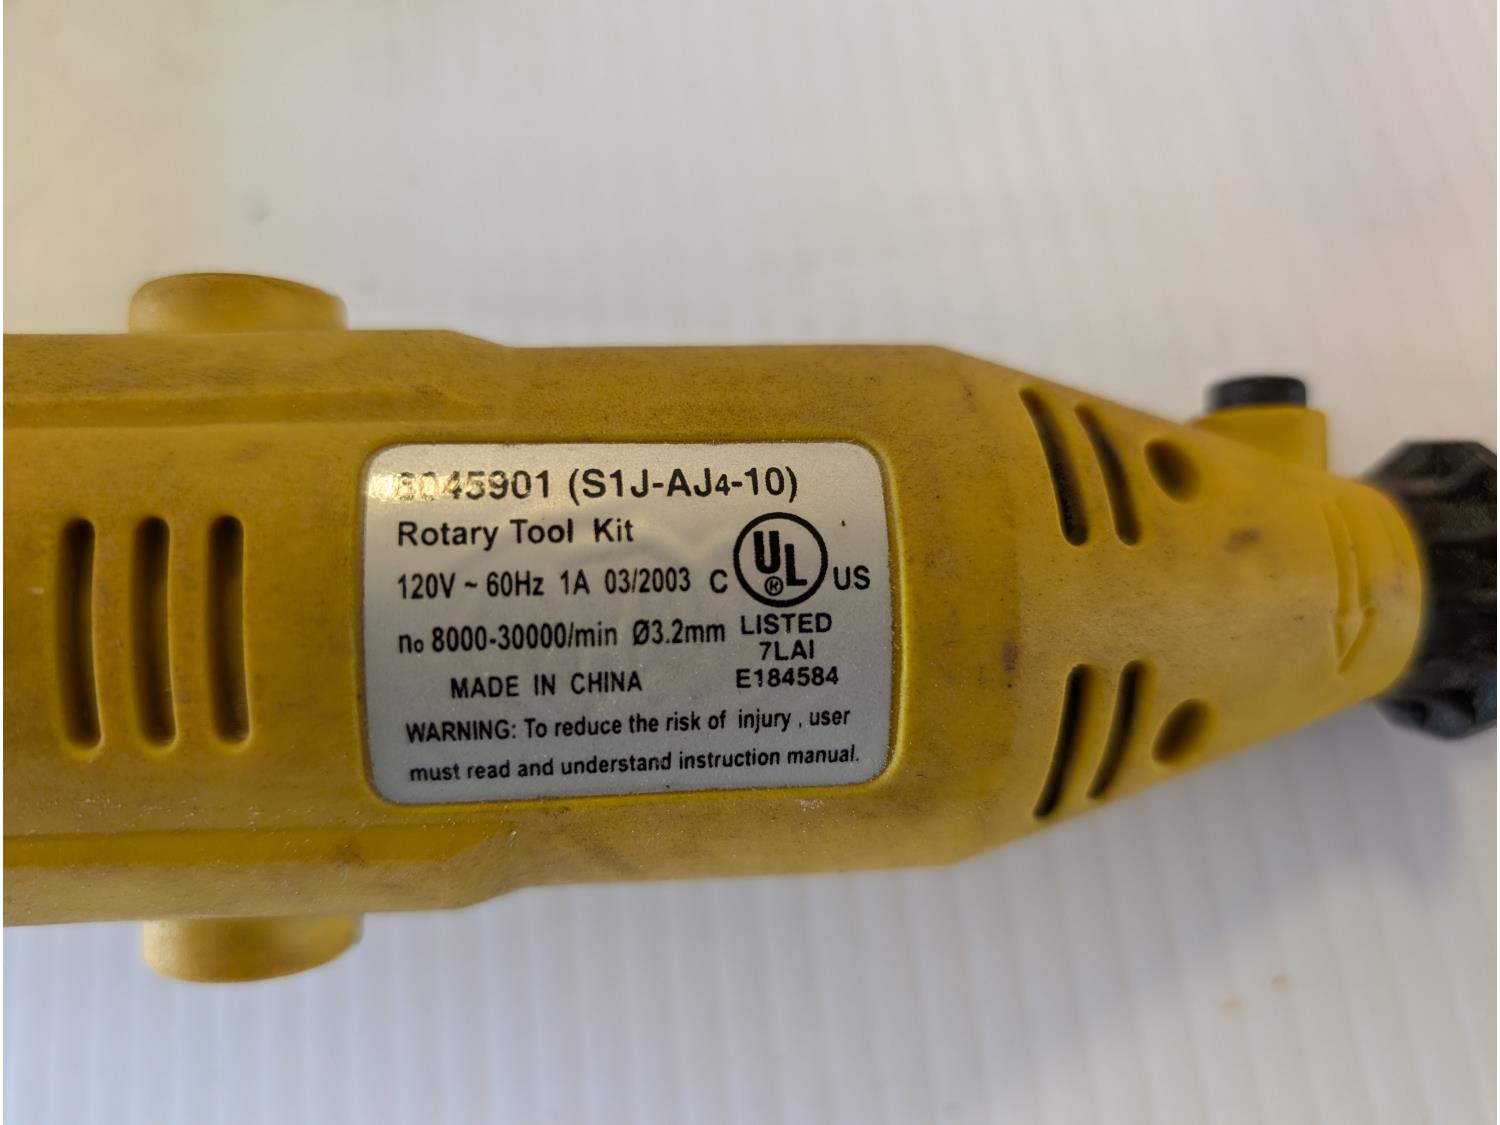 8045901 (S1J-AJ4-10)
Rotary Tool Kit
120V ~ 60Hz 1A 03/2003
C UL ® US
no 8000-30000/min Ø3.2mm
LISTED
7LAI
E184584
MADE IN CHINA
WARNING: To reduce the risk of injury , user
must read and understand instruction manual.